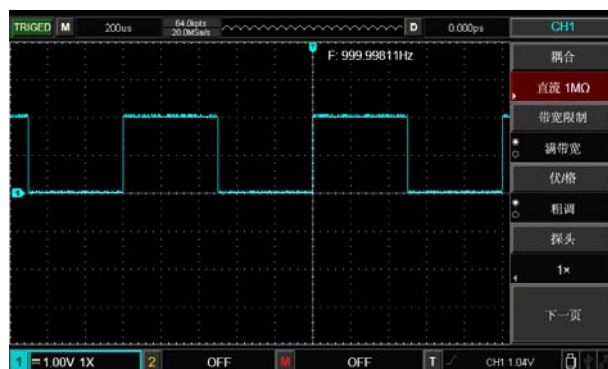 TRIGED M 200us 64.0kpts D 0.000ps CH1
20.0MSa/s
T
F: 999.99811Hz
耦合
直流 1MΩ
带宽限制
满带宽
伏/格
粗调
探头
1×
下一页
1
1 1.00V 1X 2 OFF M OFF T CH1 1.04V